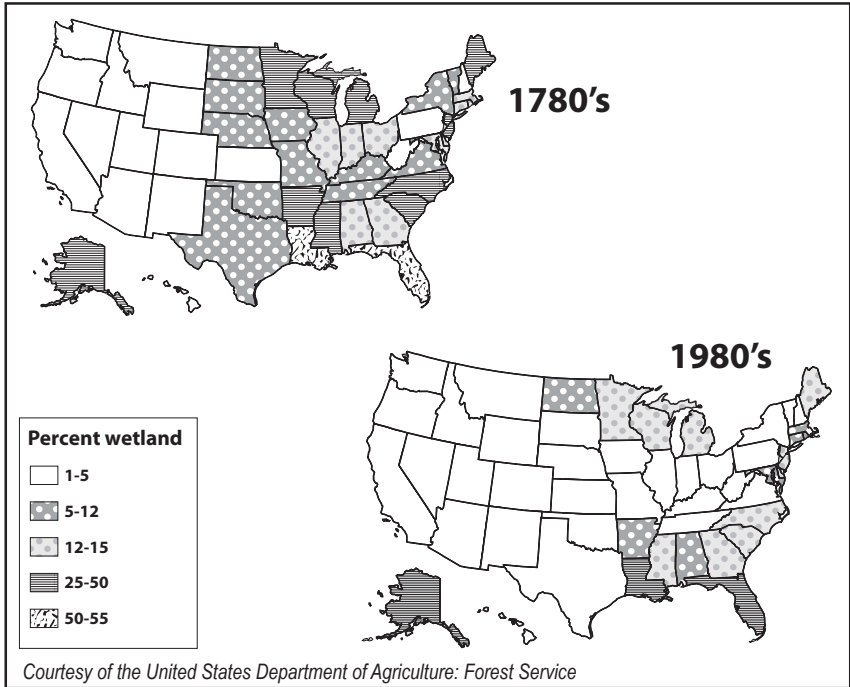 1780's
1980's
Percent wetland
1-5
5-12
12-15
25-50
50-55
Courtesy of the United States Department of Agriculture: Forest Service